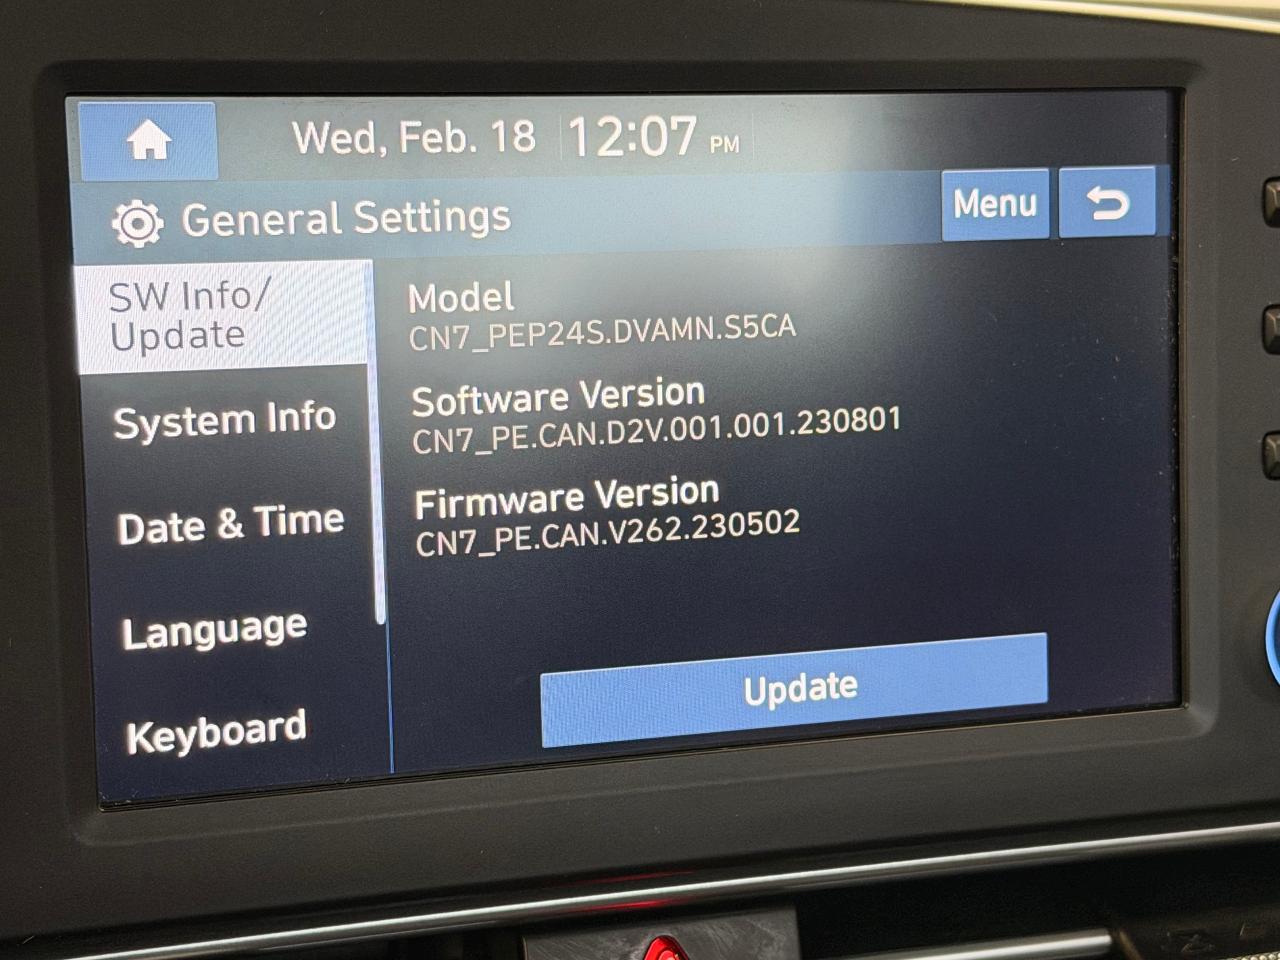 Wed, Feb. 18 12:07 PM
General Settings
Menu
SW Info/
Update
System Info
Date & Time
Language
Keyboard
Model
CN7_PEP24S.DVAMN.S5CA
Software Version
CN7_PE.CAN.D2V.001.001.230801
Firmware Version
CN7_PE.CAN.V262.230502
Update